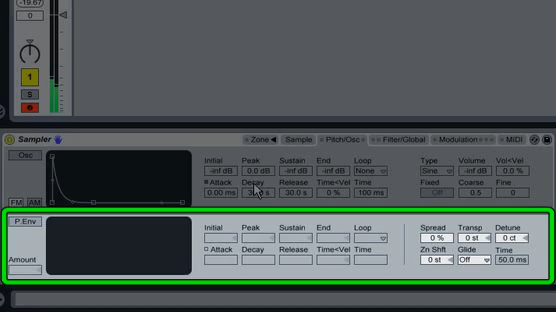 -19.67
0
1
S
Sampler
Zone Sample Pitch/Osc Filter/Global Modulation MIDI
Osc
Initial Peak Sustain End Loop Type Volume Vol<Vel
-inf dB 0.0 dB -inf dB -inf dB None Sine -inf dB 0.0 %
Attack Decay Release Time<Vel Time Fixed Coarse Fine
0.00 ms 30.0 s 0 % 100 ms Off 0.5 0
FM AM
P.Env
Initial Peak Sustain End Loop Spread Transp Detune
0 % 0 st 0 ct
Amount
Attack Decay Release Time<Vel Time Zn Shft Glide Time
0 st Off 50.0 ms